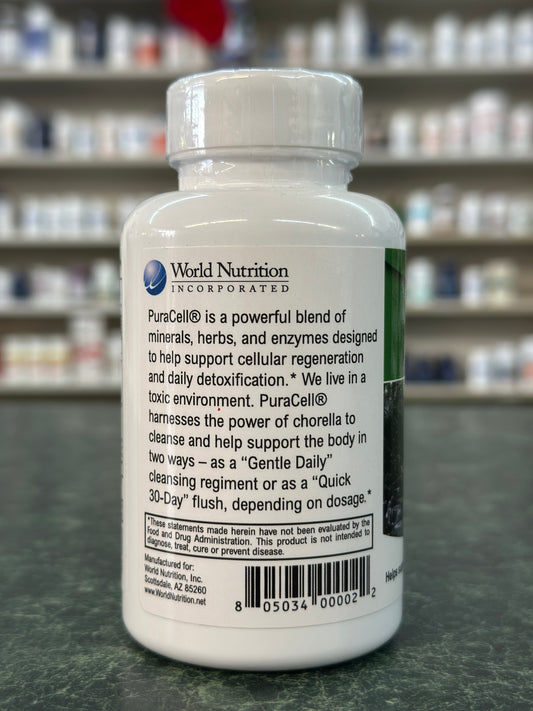 World Nutrition
INCORPORATED
PuraCell® is a powerful blend of
minerals, herbs, and enzymes designed
to help support cellular regeneration
and daily detoxification.* We live in a
toxic environment. PuraCell®
harnesses the power of chorella to
cleanse and help support the body in
two ways – as a “Gentle Daily”
cleansing regiment or as a “Quick
30-Day” flush, depending on dosage.*
*These statements made herein have not been evaluated by the
Food and Drug Administration. This product is not intended to
diagnose, treat, cure or prevent disease.
Manufactured for:
World Nutrition, Inc.
Scottsdale, AZ 85260
www.WorldNutrition.net
8 05034 00002 2
Helps